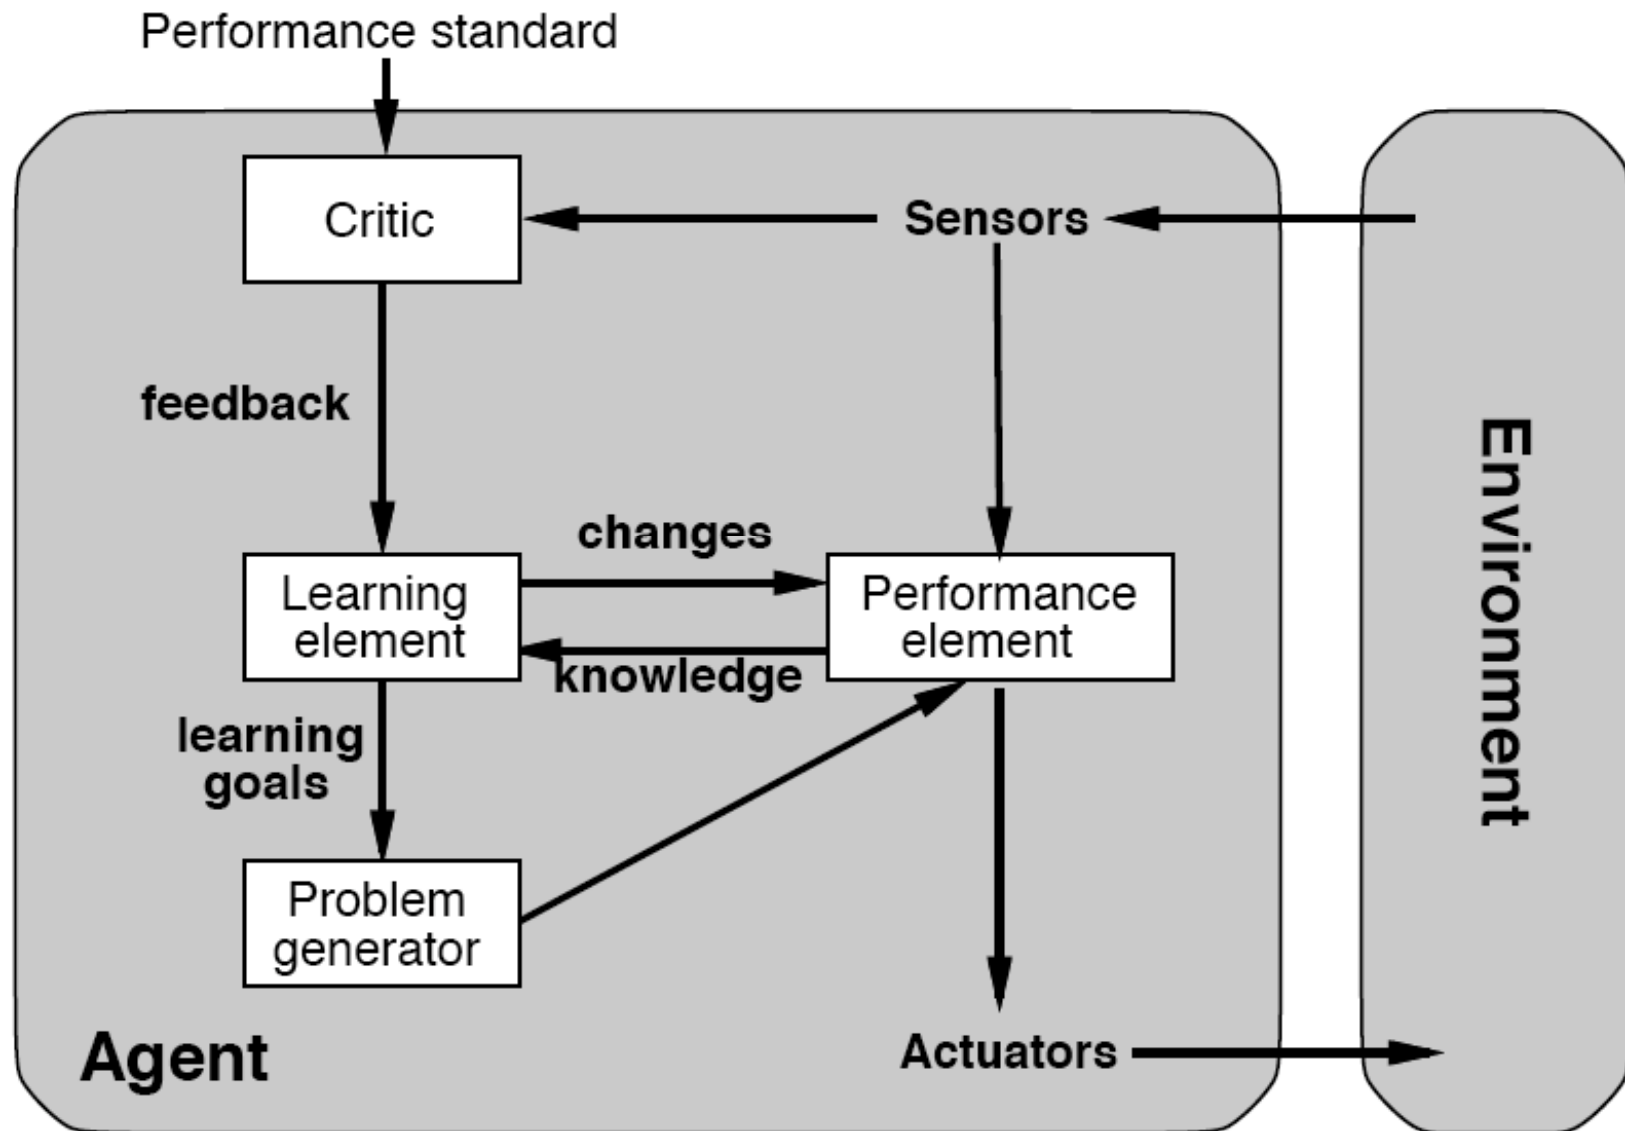 Performance standard
Critic
Sensors
feedback
changes
Learning
element
Performance
element
knowledge
learning
goals
Problem
generator
Agent
Actuators
Environment